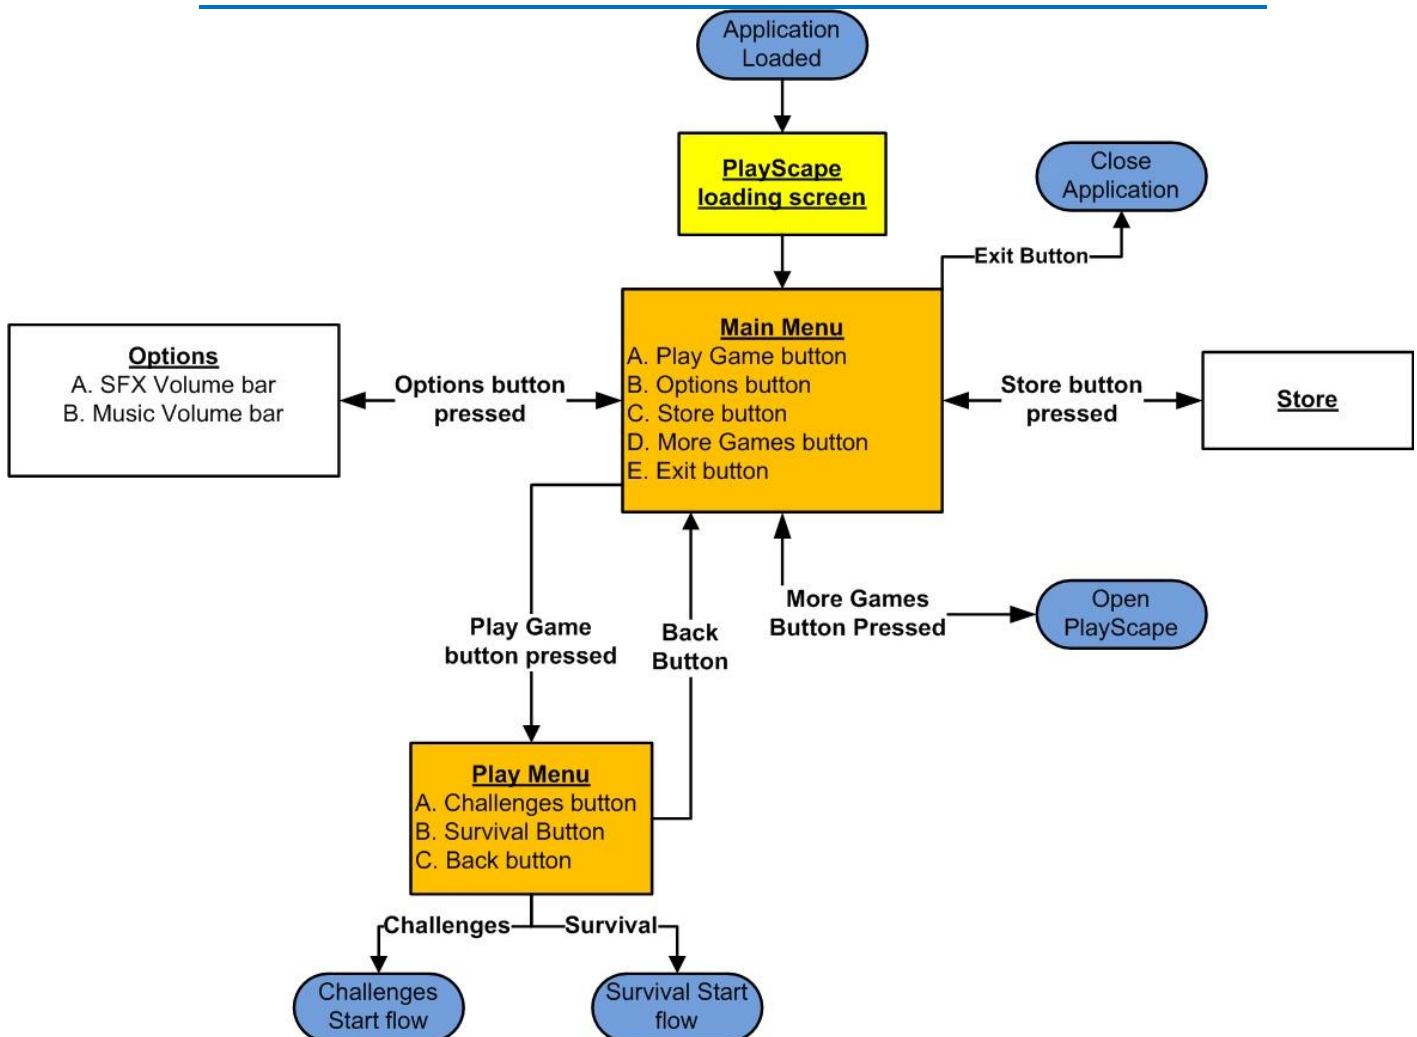 Application
Loaded
PlayScape
loading screen
Close
Application
Exit Button
Main Menu
A. Play Game button
B. Options button
C. Store button
D. More Games button
E. Exit button
Options
A. SFX Volume bar
B. Music Volume bar
Options button
pressed
Store button
pressed
Store
More Games
Button Pressed
Open
PlayScape
Play Game
button pressed
Back
Button
Play Menu
A. Challenges button
B. Survival Button
C. Back button
Challenges
Survival
Challenges
Start flow
Survival Start
flow